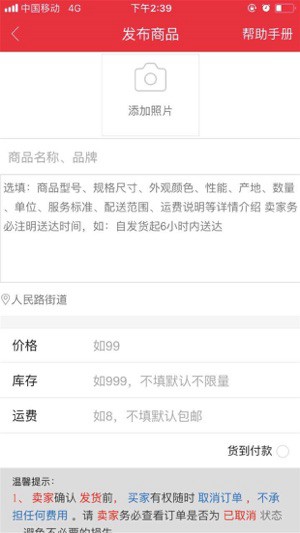 中国移动 4G 下午2:39
发布商品 帮助手册
添加照片
商品名称、品牌
选填：商品型号、规格尺寸、外观颜色、性能、产地、数量
、单位、服务标准、配送范围、运费说明等详情介绍 卖家务
必注明送达时间，如：自发货起6小时内送达
人民路街道
价格 如99
库存 如999，不填默认不限量
运费 如8，不填默认包邮
货到付款
温馨提示：
1、 卖家确认 发货前， 买家有权随时 取消订单 ，不承
担任何费用 。请 卖家务必查看订单是否为 已取消 状态
，避免不必要的损失